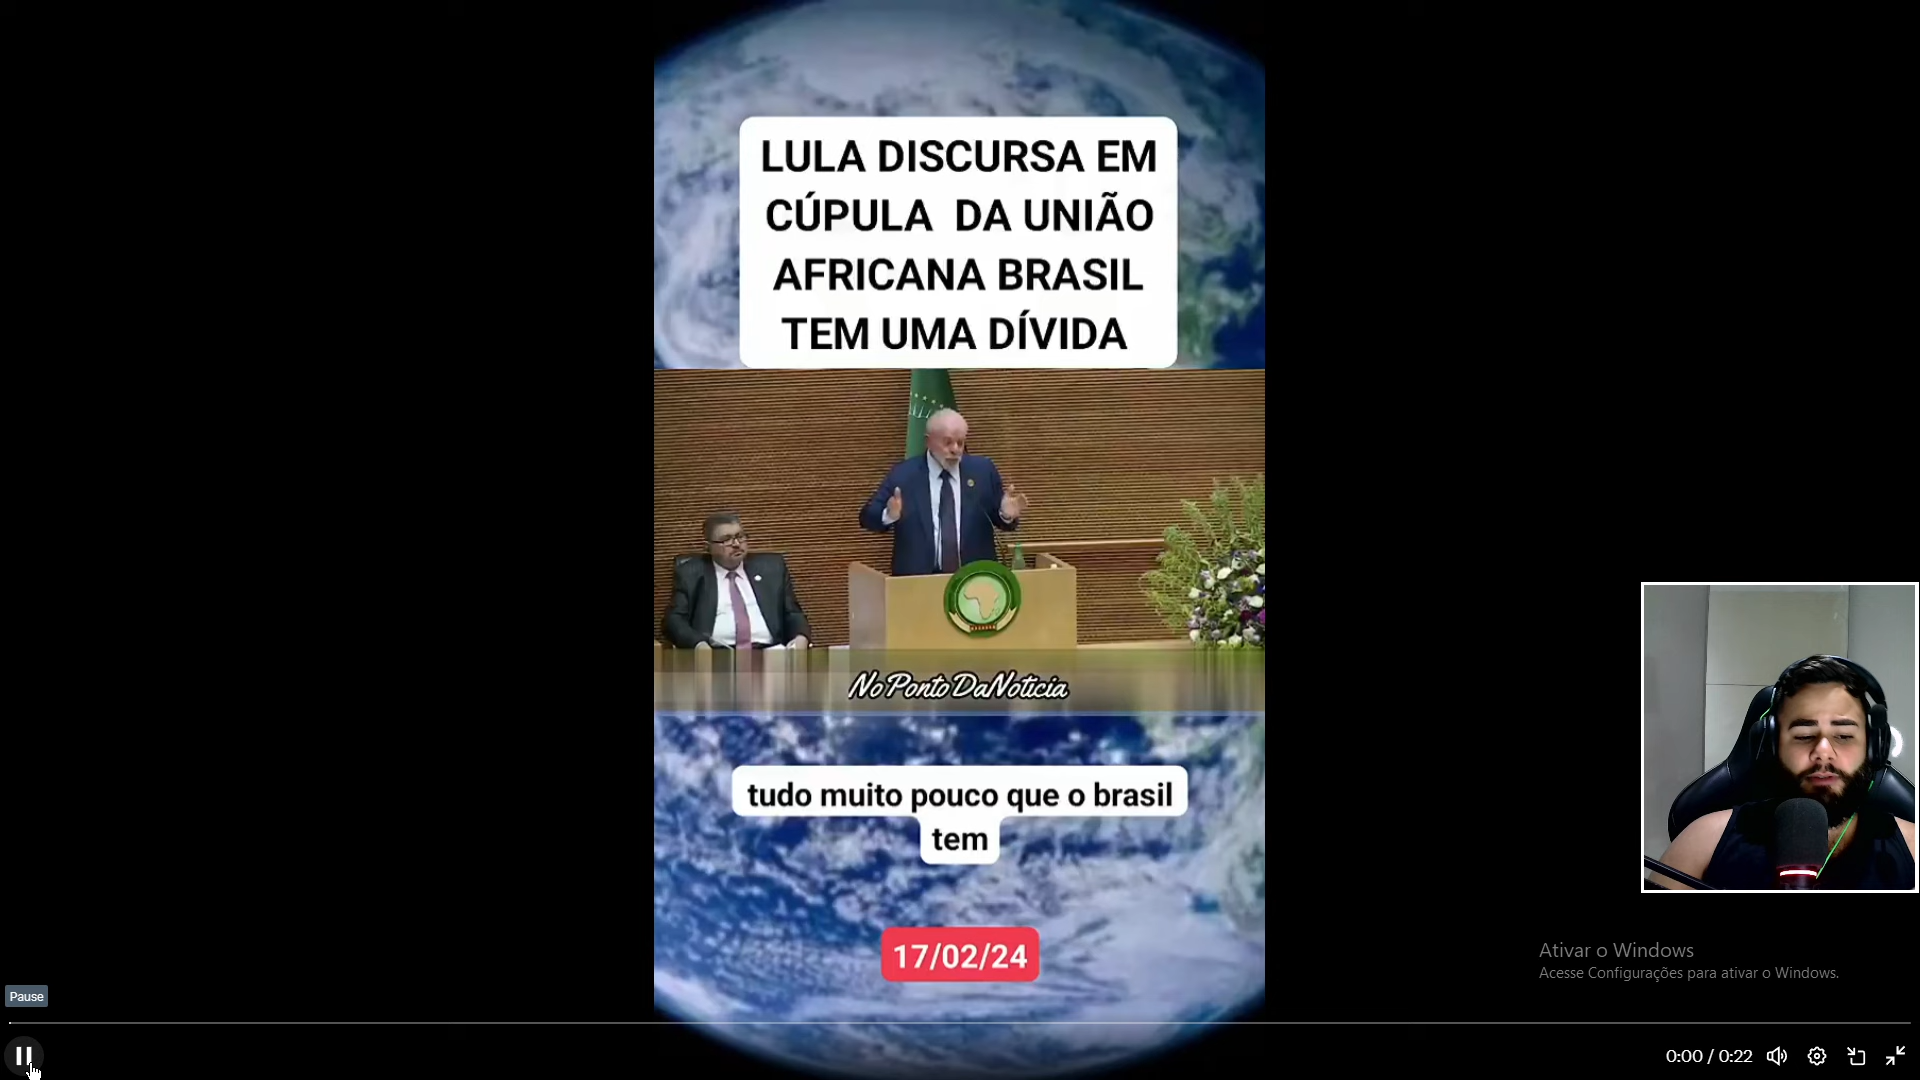 LULA DISCURSA EM
CÚPULA DA UNIÃO
AFRICANA BRASIL
TEM UMA DÍVIDA
NoPontoDaNoticia
tudo muito pouco que o brasil
tem
17/02/24
Ativar o Windows
Acesse Configurações para ativar o Windows.
Pause
0:00 / 0:22